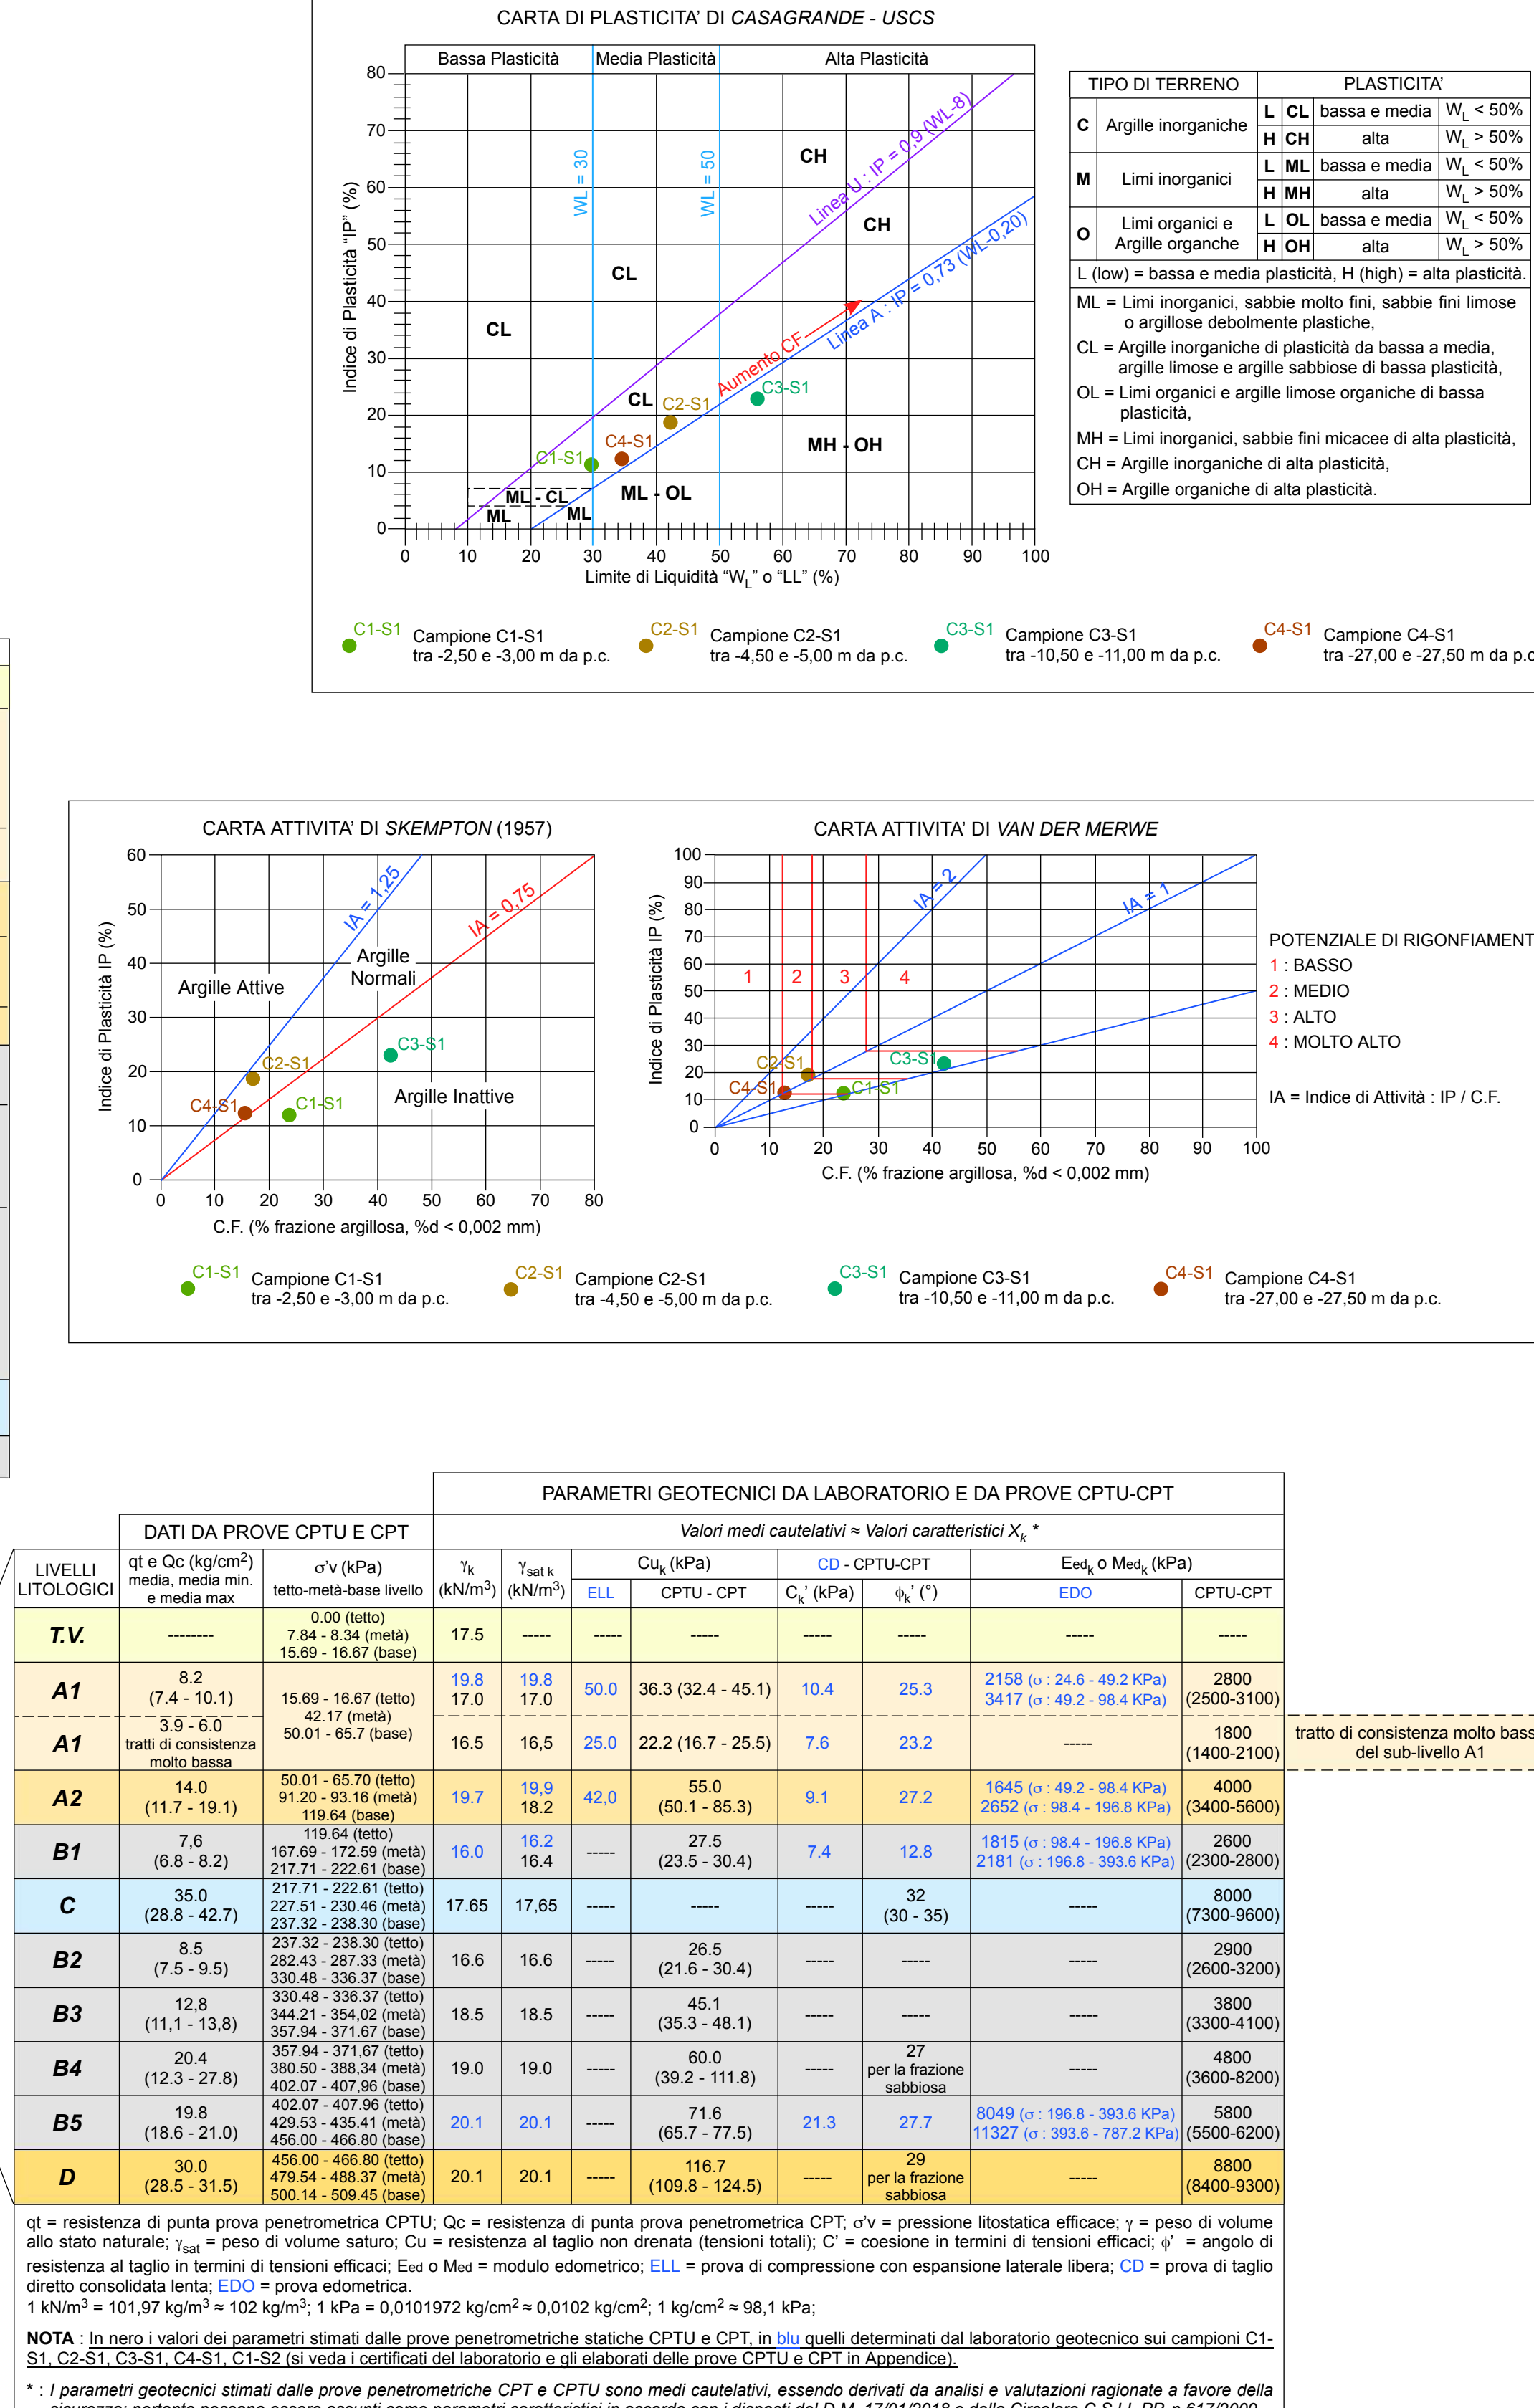 CARTA DI PLASTICITA' DI CASAGRANDE - USCS
Bassa Plasticità
Media Plasticità
Alta Plasticità
80
70
60
50
40
30
20
10
0
Indice di Plasticità “IP” (%)
WL = 30
WL = 50
Linea U : IP = 0,9 (WL-8)
Linea A : IP = 0,73 (WL-0,20)
Aumento CF
CH
CH
CL
CL
CL
MH - OH
ML - OL
ML - CL
ML
ML
C1-S1
C4-S1
C2-S1
C3-S1
0 10 20 30 40 50 60 70 80 90 100
Limite di Liquidità “WL” o “LL” (%)
C1-S1 Campione C1-S1
tra -2,50 e -3,00 m da p.c.
C2-S1 Campione C2-S1
tra -4,50 e -5,00 m da p.c.
C3-S1 Campione C3-S1
tra -10,50 e -11,00 m da p.c.
C4-S1 Campione C4-S1
tra -27,00 e -27,50 m da p.c
TIPO DI TERRENO PLASTICITA'
C Argille inorganiche L CL bassa e media WL < 50%
H CH alta WL > 50%
M Limi inorganici L ML bassa e media WL < 50%
H MH alta WL > 50%
O Limi organici e Argille organche L OL bassa e media WL < 50%
H OH alta WL > 50%
L (low) = bassa e media plasticità, H (high) = alta plasticità.
ML = Limi inorganici, sabbie molto fini, sabbie fini limose
o argillose debolmente plastiche,
CL = Argille inorganiche di plasticità da bassa a media,
argille limose e argille sabbiose di bassa plasticità,
OL = Limi organici e argille limose organiche di bassa
plasticità,
MH = Limi inorganici, sabbie fini micacee di alta plasticità,
CH = Argille inorganiche di alta plasticità,
OH = Argille organiche di alta plasticità.
CARTA ATTIVITA' DI SKEMPTON (1957)
60
50
40
30
20
10
0
Indice di Plasticità IP (%)
IA = 1,25
IA = 0,75
Argille Attive
Argille
Normali
Argille Inattive
C2-S1
C3-S1
C4-S1
C1-S1
0 10 20 30 40 50 60 70 80
C.F. (% frazione argillosa, %d < 0,002 mm)
CARTA ATTIVITA' DI VAN DER MERWE
100
90
80
70
60
50
40
30
20
10
0
Indice di Plasticità IP (%)
IA = 2
IA = 1
1 2 3 4
C2-S1
C3-S1
C4-S1
C1-S1
0 10 20 30 40 50 60 70 80 90 100
C.F. (% frazione argillosa, %d < 0,002 mm)
POTENZIALE DI RIGONFIAMENT
1 : BASSO
2 : MEDIO
3 : ALTO
4 : MOLTO ALTO
IA = Indice di Attività : IP / C.F.
C1-S1 Campione C1-S1
tra -2,50 e -3,00 m da p.c.
C2-S1 Campione C2-S1
tra -4,50 e -5,00 m da p.c.
C3-S1 Campione C3-S1
tra -10,50 e -11,00 m da p.c.
C4-S1 Campione C4-S1
tra -27,00 e -27,50 m da p.c.
PARAMETRI GEOTECNICI DA LABORATORIO E DA PROVE CPTU-CPT
DATI DA PROVE CPTU E CPT
Valori medi cautelativi ≈ Valori caratteristici Xk *
LIVELLI
LITOLOGICI
qt e Qc (kg/cm²)
media, media min.
e media max
σ'v (kPa)
tetto-metà-base livello
γk
(kN/m³)
γsat k
(kN/m³)
Cuk (kPa)
ELL
CPTU - CPT
CD - CPTU-CPT
Ck' (kPa)
ϕk' (°)
Eedk o Medk (kPa)
EDO
CPTU-CPT
T.V.
--------
0.00 (tetto)
7.84 - 8.34 (metà)
15.69 - 16.67 (base)
17.5
-----
-----
-----
-----
-----
-----
-----
A1
8.2
(7.4 - 10.1)
15.69 - 16.67 (tetto)
42.17 (metà)
50.01 - 65.7 (base)
19.8
17.0
19.8
17.0
50.0
36.3 (32.4 - 45.1)
10.4
25.3
2158 (σ : 24.6 - 49.2 KPa)
3417 (σ : 49.2 - 98.4 KPa)
2800
(2500-3100)
A1
3.9 - 6.0
tratti di consistenza
molto bassa
16.5
16,5
25.0
22.2 (16.7 - 25.5)
7.6
23.2
-----
1800
(1400-2100)
tratto di consistenza molto bass
del sub-livello A1
A2
14.0
(11.7 - 19.1)
50.01 - 65.70 (tetto)
91.20 - 93.16 (metà)
119.64 (base)
19.7
19,9
18.2
42,0
55.0
(50.1 - 85.3)
9.1
27.2
1645 (σ : 49.2 - 98.4 KPa)
2652 (σ : 98.4 - 196.8 KPa)
4000
(3400-5600)
B1
7,6
(6.8 - 8.2)
119.64 (tetto)
167.69 - 172.59 (metà)
217.71 - 222.61 (base)
16.0
16.2
16.4
-----
27.5
(23.5 - 30.4)
7.4
12.8
1815 (σ : 98.4 - 196.8 KPa)
2181 (σ : 196.8 - 393.6 KPa)
2600
(2300-2800)
C
35.0
(28.8 - 42.7)
217.71 - 222.61 (tetto)
227.51 - 230.46 (metà)
237.32 - 238.30 (base)
17.65
17,65
-----
-----
-----
32
(30 - 35)
-----
8000
(7300-9600)
B2
8.5
(7.5 - 9.5)
237.32 - 238.30 (tetto)
282.43 - 287.33 (metà)
330.48 - 336.37 (base)
16.6
16.6
-----
26.5
(21.6 - 30.4)
-----
-----
-----
2900
(2600-3200)
B3
12,8
(11,1 - 13,8)
330.48 - 336.37 (tetto)
344.21 - 354,02 (metà)
357.94 - 371.67 (base)
18.5
18.5
-----
45.1
(35.3 - 48.1)
-----
-----
-----
3800
(3300-4100)
B4
20.4
(12.3 - 27.8)
357.94 - 371,67 (tetto)
380.50 - 388,34 (metà)
402.07 - 407,96 (base)
19.0
19.0
-----
60.0
(39.2 - 111.8)
-----
27
per la frazione
sabbiosa
-----
4800
(3600-8200)
B5
19.8
(18.6 - 21.0)
402.07 - 407.96 (tetto)
429.53 - 435.41 (metà)
456.00 - 466.80 (base)
20.1
20.1
-----
71.6
(65.7 - 77.5)
21.3
27.7
8049 (σ : 196.8 - 393.6 KPa)
11327 (σ : 393.6 - 787.2 KPa)
5800
(5500-6200)
D
30.0
(28.5 - 31.5)
456.00 - 466.80 (tetto)
479.54 - 488.37 (metà)
500.14 - 509.45 (base)
20.1
20.1
-----
116.7
(109.8 - 124.5)
-----
29
per la frazione
sabbiosa
-----
8800
(8400-9300)
qt = resistenza di punta prova penetrometrica CPTU; Qc = resistenza di punta prova penetrometrica CPT; σ'v = pressione litostatica efficace; γ = peso di volume
allo stato naturale; γsat = peso di volume saturo; Cu = resistenza al taglio non drenata (tensioni totali); C' = coesione in termini di tensioni efficaci; ϕ' = angolo di
resistenza al taglio in termini di tensioni efficaci; Eed o Med = modulo edometrico; ELL = prova di compressione con espansione laterale libera; CD = prova di taglio
diretto consolidata lenta; EDO = prova edometrica.
1 kN/m³ = 101,97 kg/m³ ≈ 102 kg/m³; 1 kPa = 0,0101972 kg/cm² ≈ 0,0102 kg/cm²; 1 kg/cm² ≈ 98,1 kPa;
NOTA : In nero i valori dei parametri stimati dalle prove penetrometriche statiche CPTU e CPT, in blu quelli determinati dal laboratorio geotecnico sui campioni C1-
S1, C2-S1, C3-S1, C4-S1, C1-S2 (si veda i certificati del laboratorio e gli elaborati delle prove CPTU e CPT in Appendice).
* : I parametri geotecnici stimati dalle prove penetrometriche CPT e CPTU sono medi cautelativi, essendo derivati da analisi e valutazioni ragionate a favore della
sicurezza; pertanto possono essere assunti come parametri caratteristici in accordo con i disposti del D.M. 17/01/2018 e della Circolare C.S.LL.PP. n.617/2009